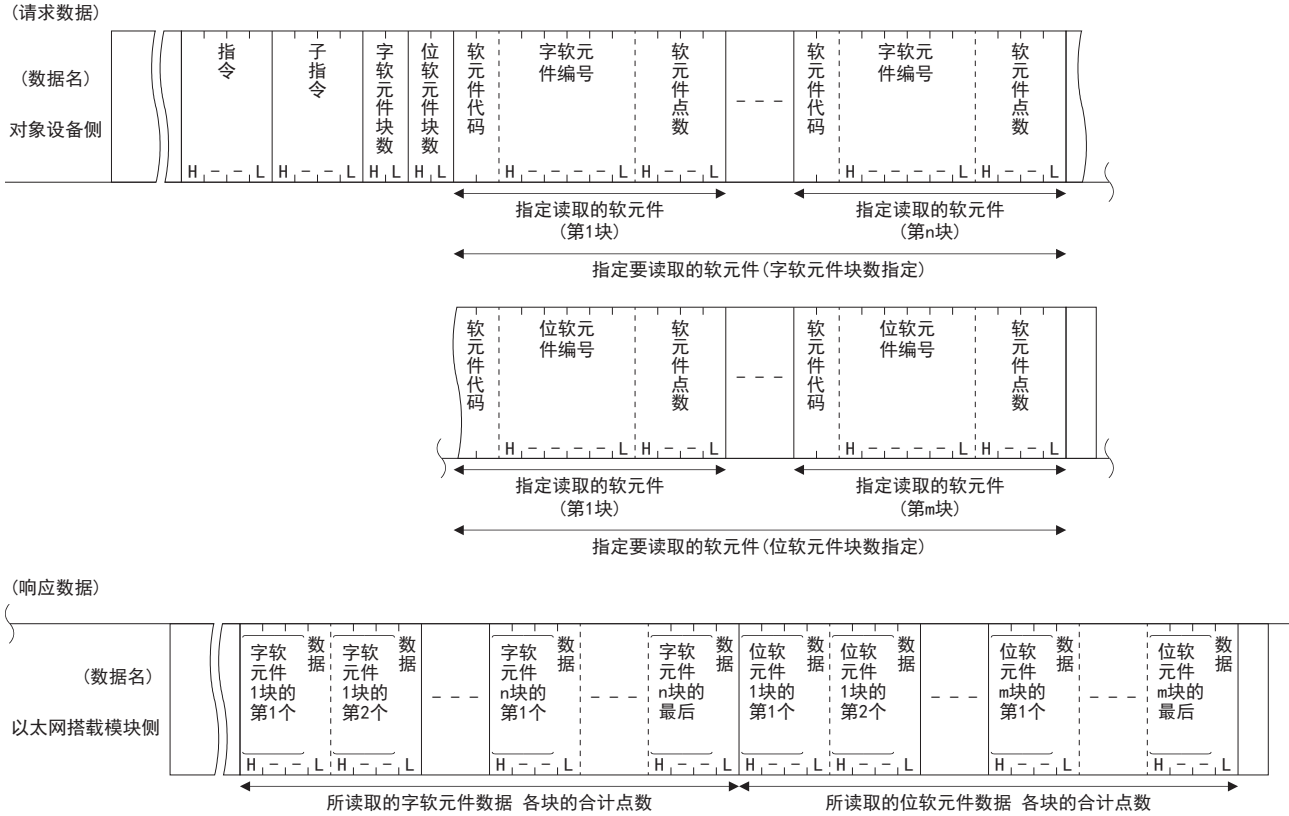 (请求数据)
(数据名)
对象设备侧
指令
子指令
字软元件块数
位软元件块数
软元件代码
字软元
件编号
软元件点数
- - -
软元件代码
字软元
件编号
软元件点数
H - - L
H - - L
H L
H L
H - - - - L
H - - L
H - - - - L
H - - L
指定读取的软元件
(第1块)
指定读取的软元件
(第n块)
指定要读取的软元件(字软元件块数指定)
软元件代码
位软元
件编号
软元件点数
- - -
软元件代码
位软元
件编号
软元件点数
H - - - - L
H - - L
H - - - - L
H - - L
指定读取的软元件
(第1块)
指定读取的软元件
(第m块)
指定要读取的软元件(位软元件块数指定)
(响应数据)
(数据名)
以太网搭载模块侧
字软
元件
1块的
第1个
数据
字软
元件
1块的
第2个
数据
- - -
字软
元件
n块的
第1个
数据
- - -
字软
元件
n块的
最后
数据
位软
元件
1块的
第1个
数据
位软
元件
1块的
第2个
数据
- - -
位软
元件
m块的
第1个
数据
- - -
位软
元件
m块的
最后
数据
H - - L
H - - L
H - - L
H - - L
H - - L
H - - L
H - - L
H - - L
所读取的字软元件数据 各块的合计点数
所读取的位软元件数据 各块的合计点数